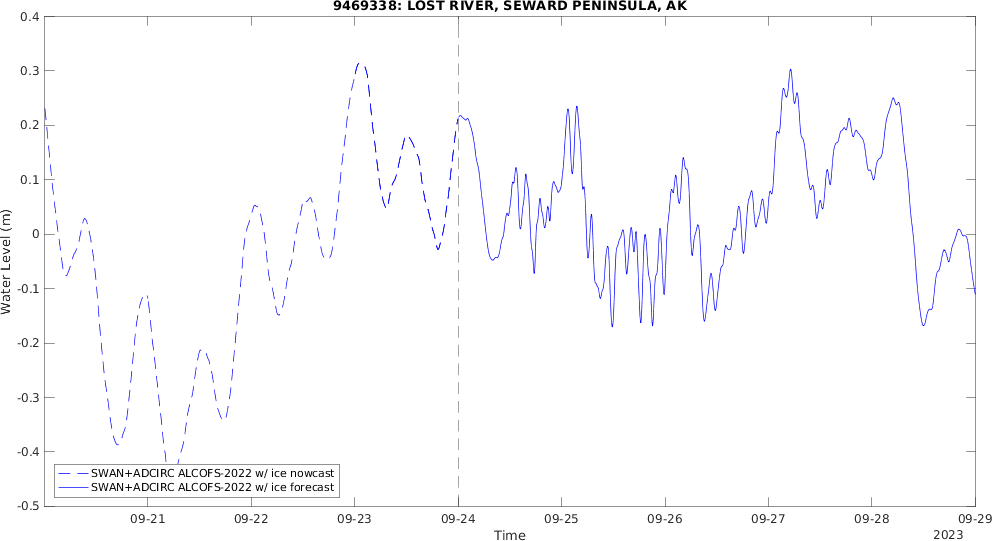 9469338: LOST RIVER, SEWARD PENINSULA, AK
0.4
0.3
0.2
0.1
0
-0.1
-0.2
-0.3
-0.4
-0.5
Water Level (m)
SWAN+ADCIRC ALCOFS-2022 w/ ice nowcast
SWAN+ADCIRC ALCOFS-2022 w/ ice forecast
09-21 09-22 09-23 09-24 09-25 09-26 09-27 09-28 09-29
Time
2023